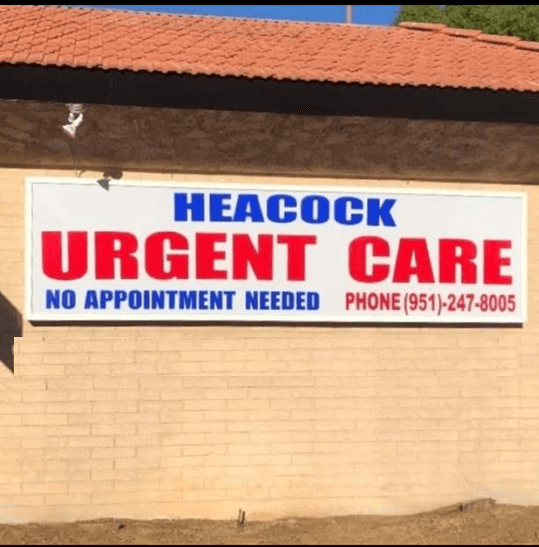 HEACOCK
URGENT CARE
NO APPOINTMENT NEEDED PHONE (951)-247-8005